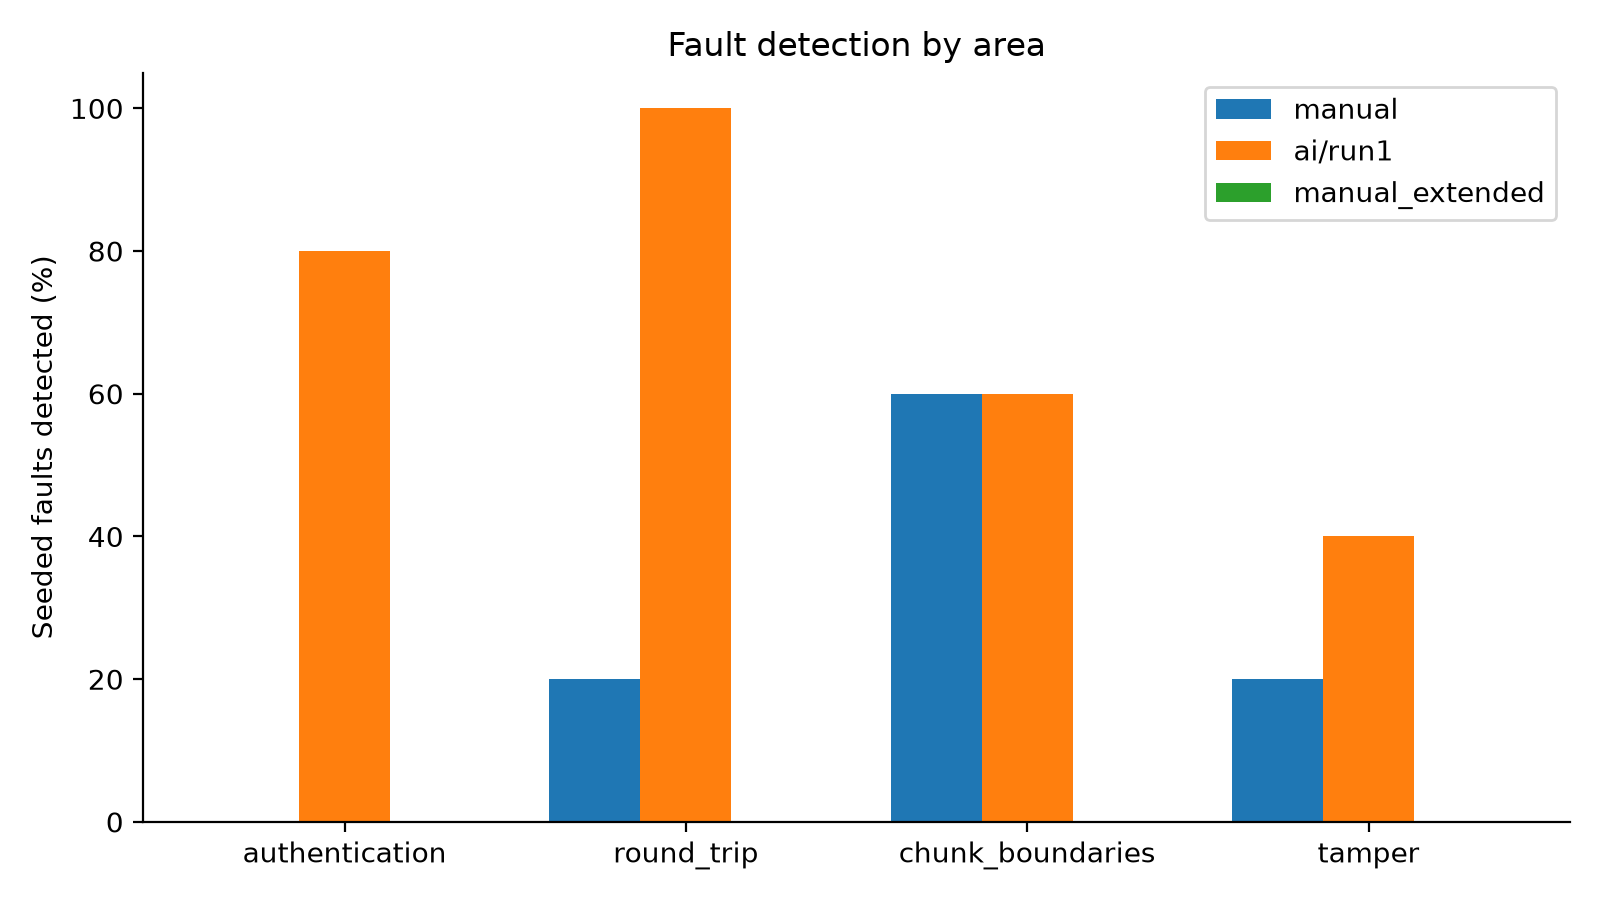 Fault detection by area
manual
ai/run1
manual_extended
Seeded faults detected (%)
100
80
60
40
20
0
authentication
round_trip
chunk_boundaries
tamper